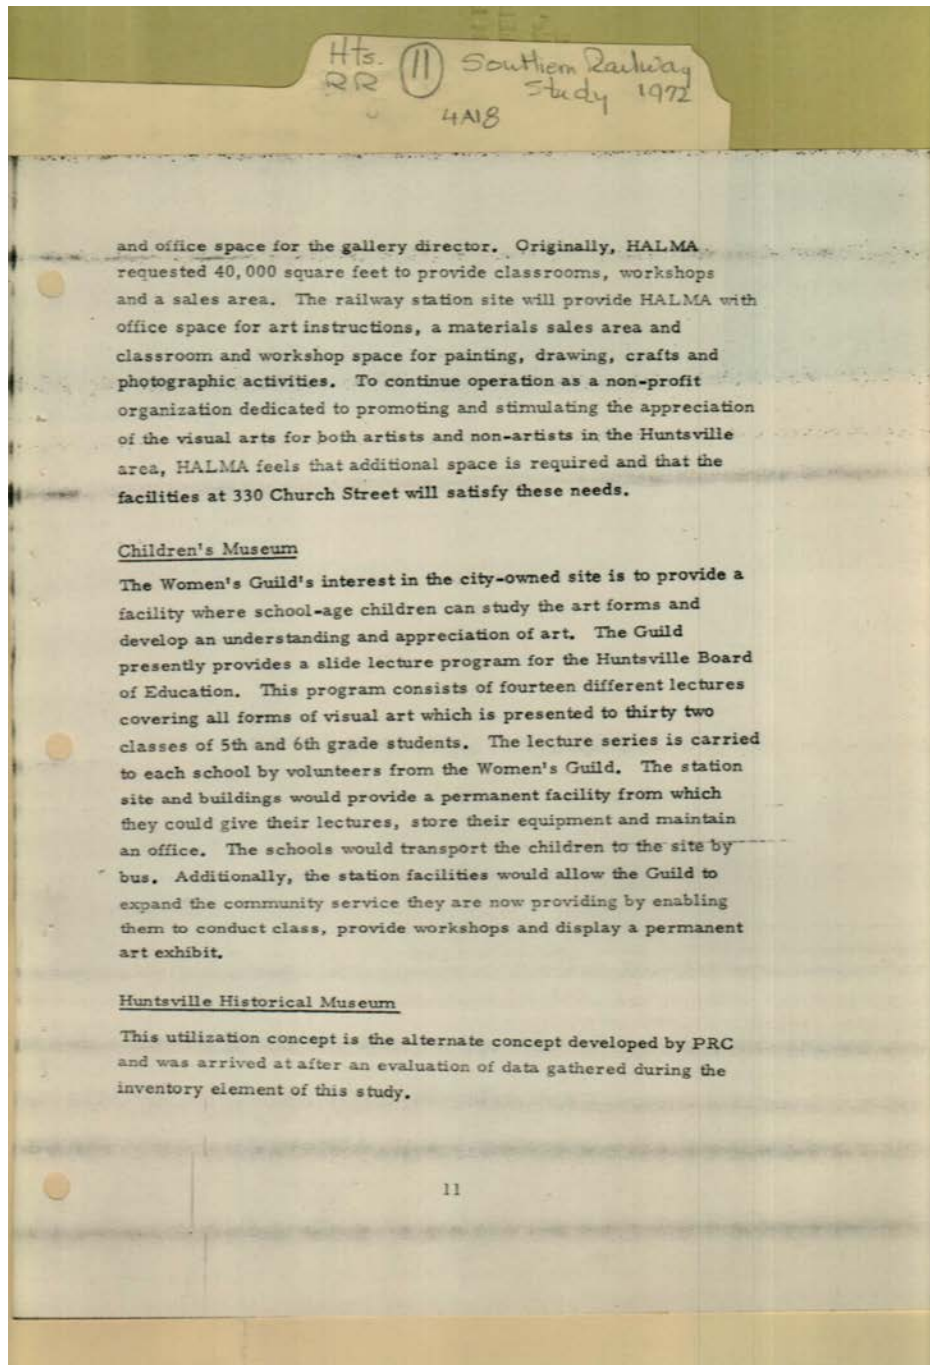 Hts. (11) Southern Railway
RR Study 1972
4A18
and office space for the gallery director. Originally, HALMA
requested 40,000 square feet to provide classrooms, workshops
and a sales area. The railway station site will provide HALMA with
office space for art instructions, a materials sales area and
classroom and workshop space for painting, drawing, crafts and
photographic activities. To continue operation as a non-profit
organization dedicated to promoting and stimulating the appreciation
of the visual arts for both artists and non-artists in the Huntsville
area, HALMA feels that additional space is required and that the
facilities at 330 Church Street will satisfy these needs.
Children's Museum
The Women's Guild's interest in the city-owned site is to provide a
facility where school-age children can study the art forms and
develop an understanding and appreciation of art. The Guild
presently provides a slide lecture program for the Huntsville Board
of Education. This program consists of fourteen different lectures
covering all forms of visual art which is presented to thirty two
classes of 5th and 6th grade students. The lecture series is carried
to each school by volunteers from the Women's Guild. The station
site and buildings would provide a permanent facility from which
they could give their lectures, store their equipment and maintain
an office. The schools would transport the children to the site by
bus. Additionally, the station facilities would allow the Guild to
expand the community service they are now providing by enabling
them to conduct class, provide workshops and display a permanent
art exhibit.
Huntsville Historical Museum
This utilization concept is the alternate concept developed by PRC
and was arrived at after an evaluation of data gathered during the
inventory element of this study.
11